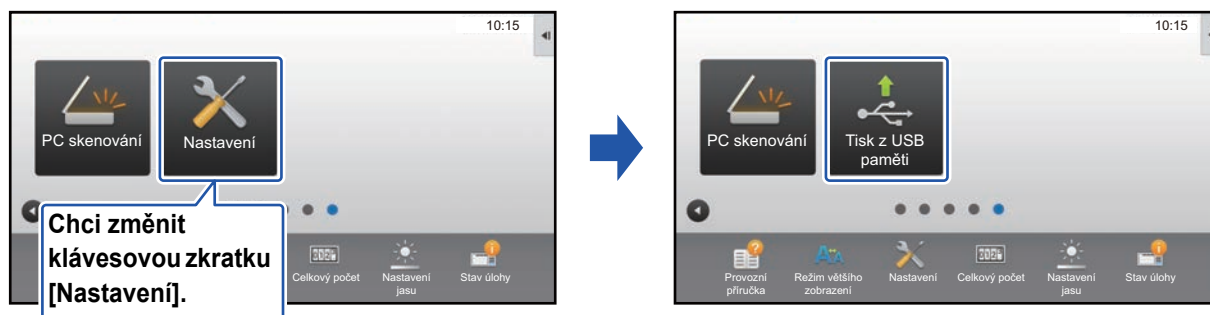 10:15
PC skenování
Nastavení
Chci změnit
klávesovou zkratku
[Nastavení].
Celkový počet
Nastavení
jasu
Stav úlohy
10:15
PC skenování
Tisk z USB
paměti
Provozní
příručka
Režim většího
zobrazení
Nastavení
Celkový počet
Nastavení
jasu
Stav úlohy